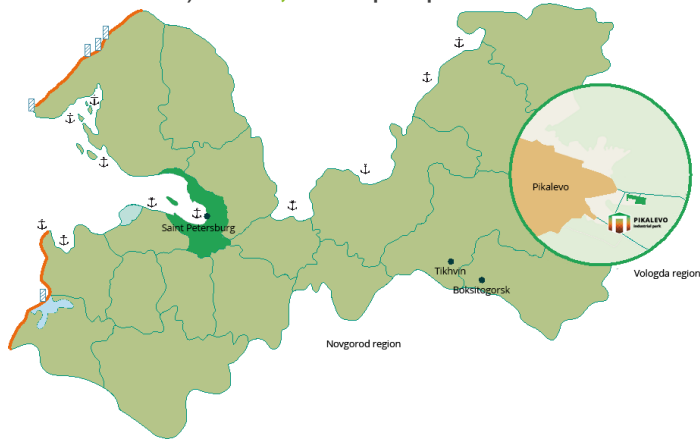 Pikalevo
PIKALEVO
industrial park
Saint Petersburg
Tikhvin
Vologda region
Boksitogorsk
Novgorod region